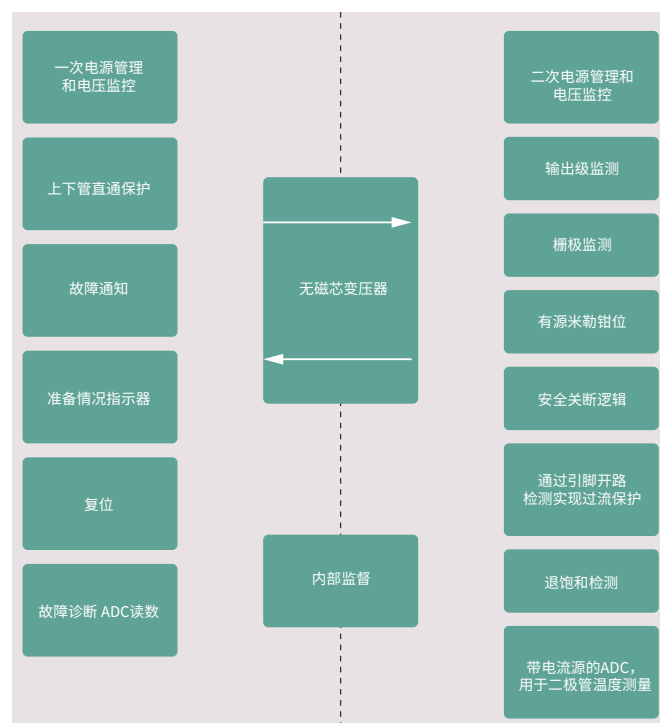 一次电源管理
和电压监控
上下管直通保护
故障通知
准备情况指示器
复位
故障诊断 ADC读数
无磁芯变压器
内部监督
二次电源管理和
电压监控
输出级监测
栅极监测
有源米勒钳位
安全关断逻辑
通过引脚开路
检测实现过流保护
退饱和检测
带电流源的ADC，
用于二极管温度测量